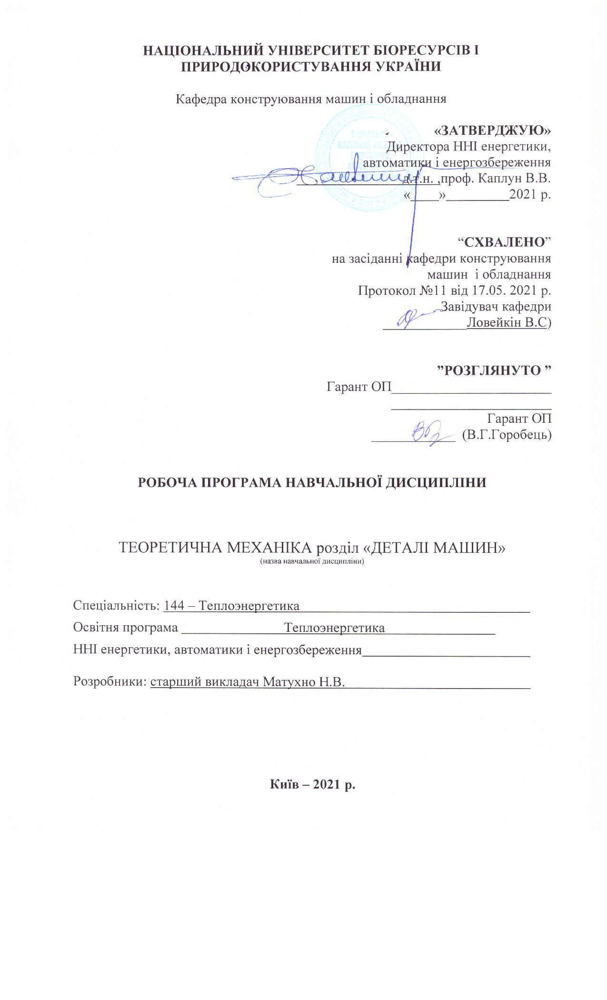 НАЦІОНАЛЬНИЙ УНІВЕРСИТЕТ БІОРЕСУРСІВ І
ПРИРОДОКОРИСТУВАННЯ УКРАЇНИ
Кафедра конструювання машин і обладнання
«ЗАТВЕРДЖУЮ»
Директора ННІ енергетики,
автоматики і енергозбереження
____________________д.т.н. ,проф. Каплун В.В.
«____»_________2021 р.
“СХВАЛЕНО”
на засіданні кафедри конструювання
машин і обладнання
Протокол №11 від 17.05. 2021 р.
Завідувач кафедри
____________Ловейкін В.С)
”РОЗГЛЯНУТО ”
Гарант ОП_______________________
_______________________
Гарант ОП
____________ (В.Г.Горобець)
РОБОЧА ПРОГРАМА НАВЧАЛЬНОЇ ДИСЦИПЛІНИ
ТЕОРЕТИЧНА МЕХАНІКА розділ «ДЕТАЛІ МАШИН»
(назва навчальної дисципліни)
Спеціальність: 144 – Теплоэнергетика
Освітня програма _______________Теплоэнергетика________________
ННІ енергетики, автоматики і енергозбереження________________________
Розробники: старший викладач Матухно Н.В.
Київ – 2021 р.